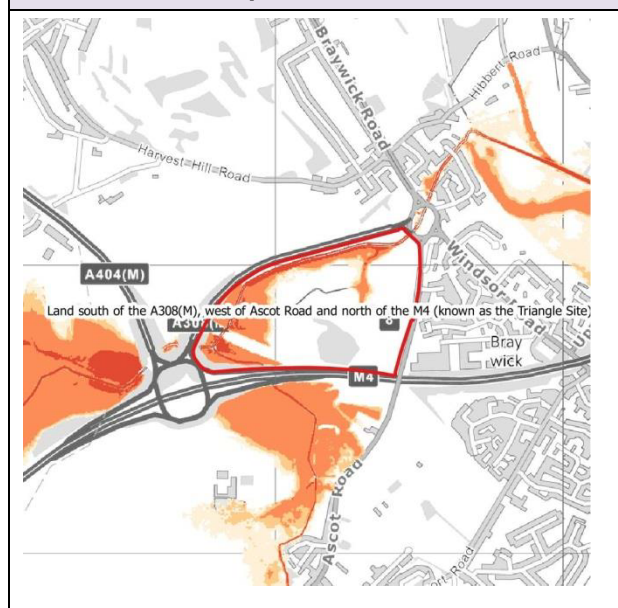 Braywick Road
Hibbert Road
Harvest Hill Road
A404(M)
Windsor Road
Land south of the A308(M), west of Ascot Road and north of the M4 (known as the Triangle Site)
Bray
wick
M4
Ascot Road
ort Road